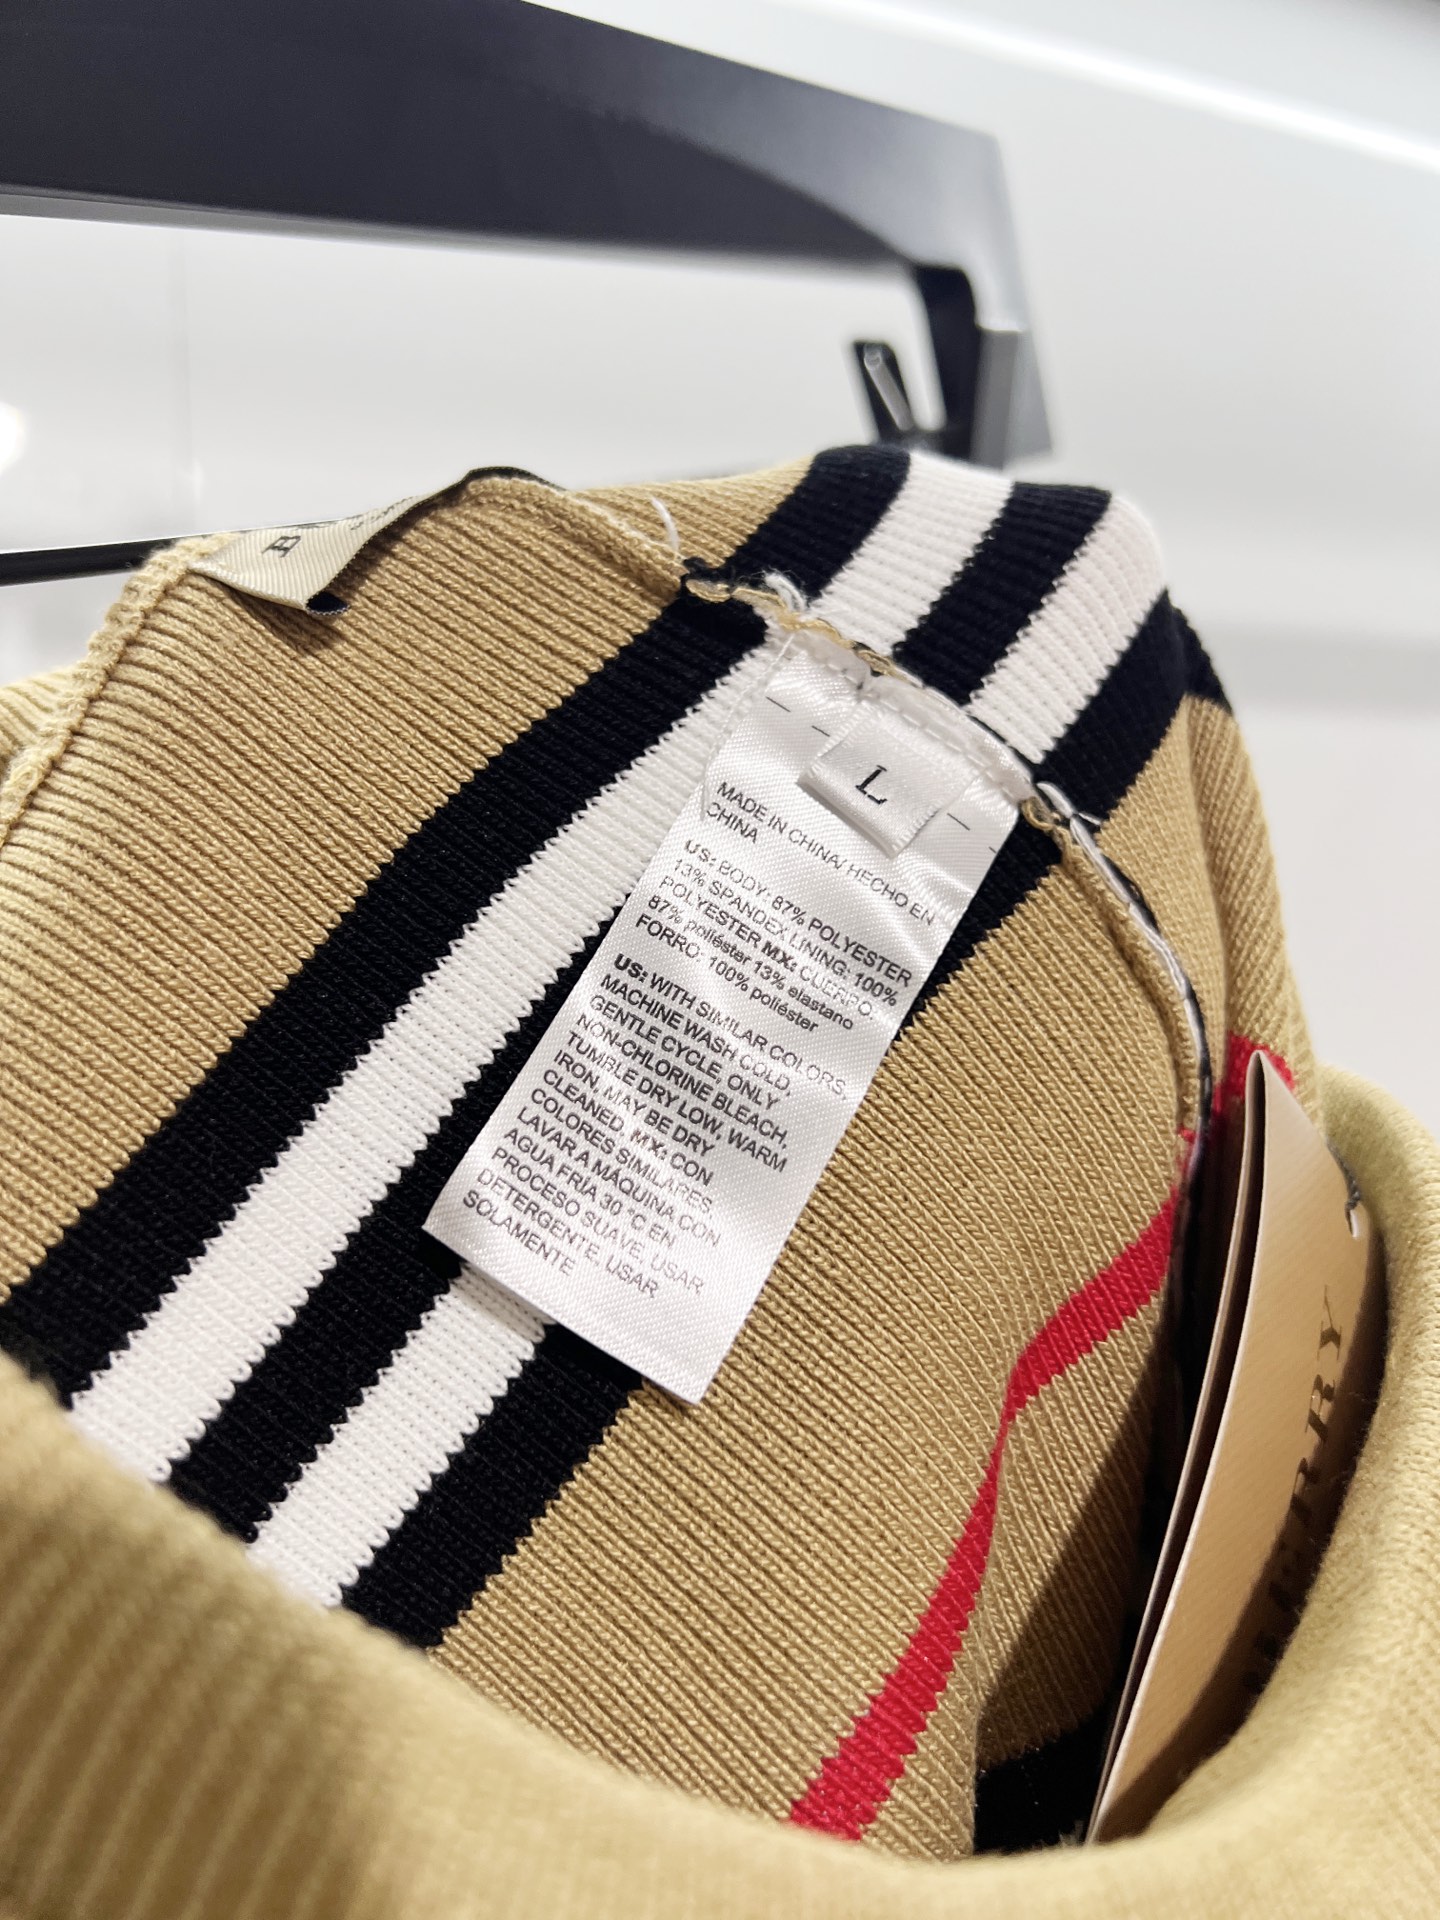 B
L
MADE IN CHINA/ HECHO EN
CHINA
US: BODY: 87% POLYESTER
13% SPANDEX LINING: 100%
POLYESTER MX: CUERPO:
87% poliéster 13% elastano
FORRO: 100% poliéster
US: WITH SIMILAR COLORS,
MACHINE WASH COLD,
GENTLE CYCLE, ONLY
NON-CHLORINE BLEACH,
TUMBLE DRY LOW, WARM
IRON, MAY BE DRY
CLEANED. MX: CON
COLORES SIMILARES,
LAVAR A MÁQUINA CON
AGUA FRÍA 30 °C EN
PROCESO SUAVE, USAR
DETERGENTE, USAR
SOLAMENTE
BERRY